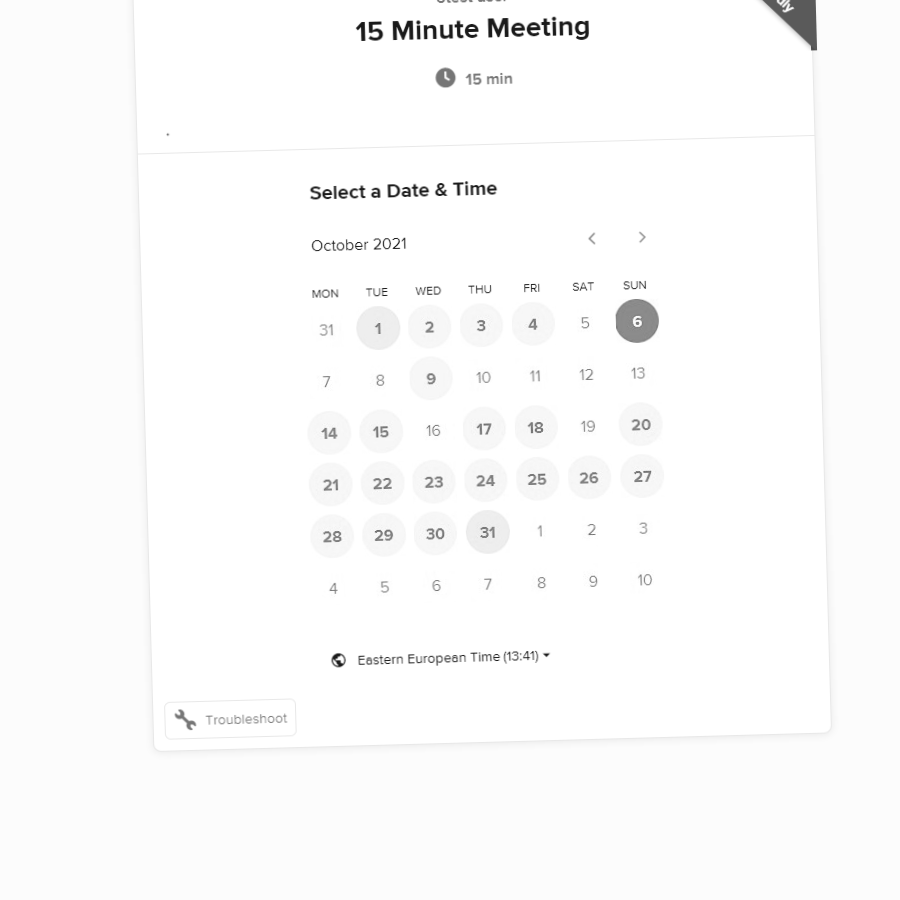 15 Minute Meeting
15 min
.
Select a Date & Time
October 2021
MON TUE WED THU FRI SAT SUN
31 1 2 3 4 5 6
7 8 9 10 11 12 13
14 15 16 17 18 19 20
21 22 23 24 25 26 27
28 29 30 31 1 2 3
4 5 6 7 8 9 10
Eastern European Time (13:41)
Troubleshoot